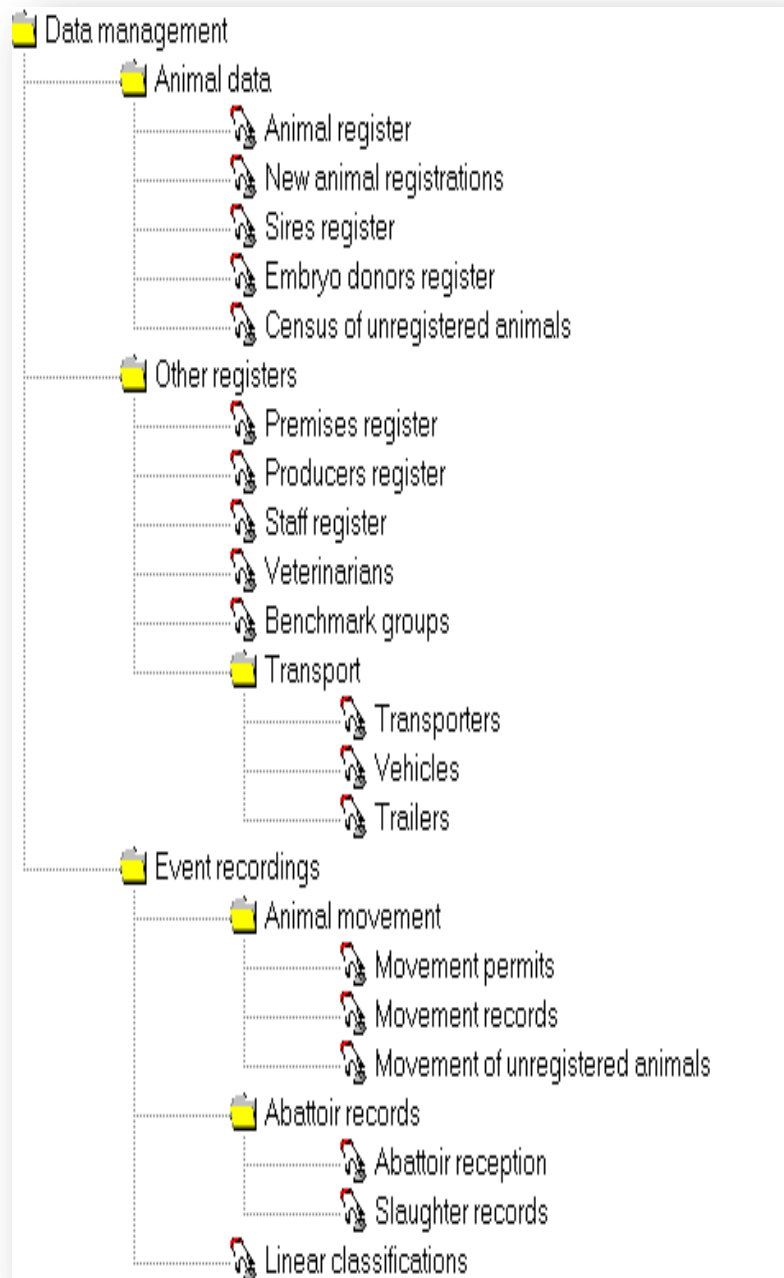 Data management
Animal data
Animal register
New animal registrations
Sires register
Embryo donors register
Census of unregistered animals
Other registers
Premises register
Producers register
Staff register
Veterinarians
Benchmark groups
Transport
Transporters
Vehicles
Trailers
Event recordings
Animal movement
Movement permits
Movement records
Movement of unregistered animals
Abattoir records
Abattoir reception
Slaughter records
Linear classifications